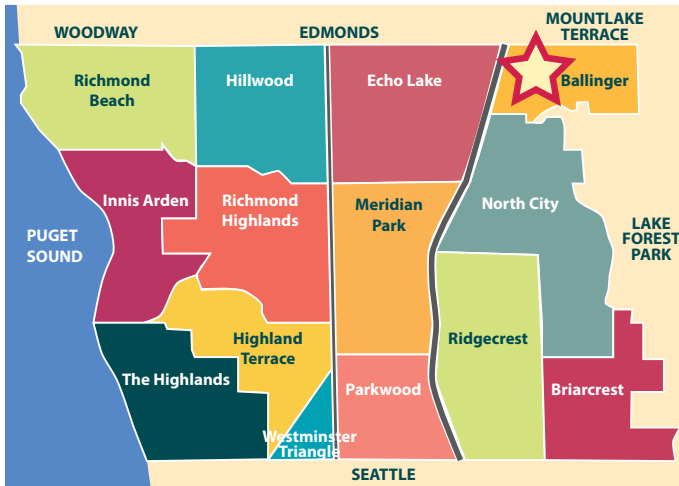 WOODWAY
EDMONDS
MOUNTLAKE
TERRACE
Richmond
Beach
Hillwood
Echo Lake
Ballinger
Innis Arden
Richmond
Highlands
Meridian
Park
North City
PUGET
SOUND
LAKE
FOREST
PARK
Highland
Terrace
Ridgecrest
The Highlands
Parkwood
Briarcrest
Westminster
Triangle
SEATTLE